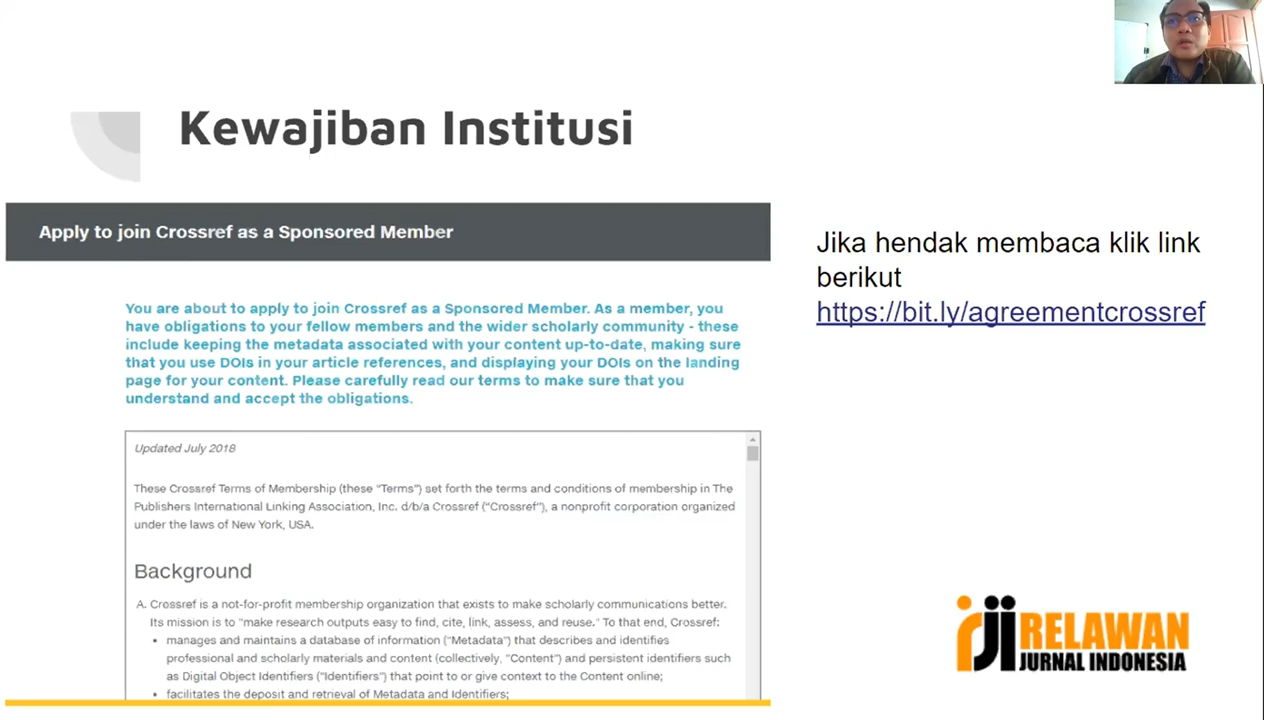 Kewajiban Institusi
Apply to join Crossref as a Sponsored Member
You are about to apply to join Crossref as a Sponsored Member. As a member, you
have obligations to your fellow members and the wider scholarly community - these
include keeping the metadata associated with your content up-to-date, making sure
that you use DOIs in your article references, and displaying your DOIs on the landing
page for your content. Please carefully read our terms to make sure that you
understand and accept the obligations.
Updated July 2018
These Crossref Terms of Membership (these "Terms") set forth the terms and conditions of membership in The
Publishers International Linking Association, Inc. d/b/a Crossref ("Crossref"), a nonprofit corporation organized
under the laws of New York, USA.
Background
A. Crossref is a not-for-profit membership organization that exists to make scholarly communications better.
Its mission is to "make research outputs easy to find, cite, link, assess, and reuse." To that end, Crossref:
• manages and maintains a database of information ("Metadata") that describes and identifies
professional and scholarly materials and content (collectively, "Content") and persistent identifiers such
as Digital Object Identifiers ("Identifiers") that point to or give context to the Content online;
• facilitates the deposit and retrieval of Metadata and Identifiers;
Jika hendak membaca klik link
berikut
https://bit.ly/agreementcrossref
rji RELAWAN
JURNAL INDONESIA